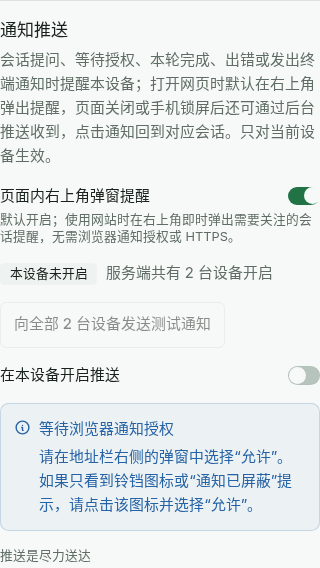 通知推送
会话提问、等待授权、本轮完成、出错或发出终
端通知时提醒本设备；打开网页时默认在右上角
弹出提醒，页面关闭或手机锁屏后还可通过后台
推送收到，点击通知回到对应会话。只对当前设
备生效。
页面内右上角弹窗提醒
默认开启；使用网站时在右上角即时弹出需要关注的会
话提醒，无需浏览器通知授权或 HTTPS。
本设备未开启 服务端共有 2 台设备开启
向全部 2 台设备发送测试通知
在本设备开启推送
等待浏览器通知授权
请在地址栏右侧的弹窗中选择“允许”。
如果只看到铃铛图标或“通知已屏蔽”提
示，请点击该图标并选择“允许”。
推送是尽力送达